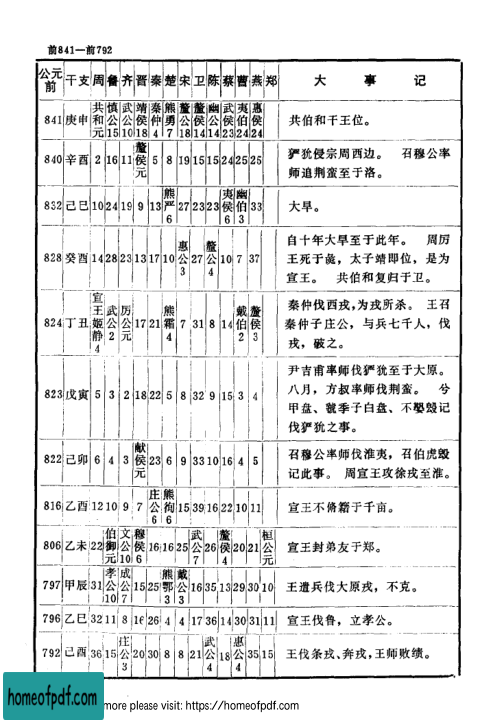 前841—前792
公元前 干支 周 鲁 齐 晋 秦 楚 宋 卫 陈 蔡 曹 燕 郑 大事记
841 庚申 共和元 慎公15 武公10 靖侯18 秦仲4 熊勇7 釐公18 釐侯14 幽公14 武侯23 夷伯24 惠侯24 共伯和干王位。
840 辛酉 2 16 11 釐侯元 5 8 19 15 15 24 25 25 猃狁侵宗周西边。 召穆公率
师追荆蛮至于洛。
832 己巳 10 24 19 9 13 熊严6 27 23 23 夷侯6 幽伯3 33 大旱。
828 癸酉 14 28 23 13 17 10 惠公3 27 釐公4 10 7 37 自十年大旱至于此年。 周厉
王死于彘，太子靖即位，是为
宣王。 共伯和复归于卫。
824 丁丑 宣王姬静4 武公2 厉公元 17 21 熊霜4 7 31 8 14 戴伯2 釐侯3 秦仲伐西戎，为戎所杀。 王召
秦仲子庄公，与兵七千人，伐
戎，破之。
823 戊寅 5 3 2 18 22 5 8 32 9 15 3 4 尹吉甫率师伐猃狁至于大原。
八月，方叔率师伐荆蛮。 兮
甲盘、虢季子白盘、不𡢁毁记
伐猃狁之事。
822 己卯 6 4 3 献侯元 23 6 9 33 10 16 4 5 召穆公率师伐淮夷，召伯虎毁
记此事。 周宣王攻徐戎至淮。
816 乙酉 12 10 9 7 庄公6 熊徇6 15 39 16 22 10 11 宣王不脩籍于千亩。
806 乙未 22 伯御元 文公10 穆侯6 16 16 25 武公7 26 釐侯4 20 21 桓公元 宣王封弟友于郑。
797 甲辰 31 孝公10 成公7 15 25 熊鄂3 戴公3 16 35 13 29 30 10 王遣兵伐大原戎，不克。
796 乙巳 32 11 8 16 26 4 4 17 36 14 30 31 11 宣王伐鲁，立孝公。
792 己酉 36 15 庄公3 20 30 8 8 21 武公4 18 惠公4 35 15 王伐条戎、奔戎，王师败绩。
homeofpdf.com
more please visit: https://homeofpdf.com